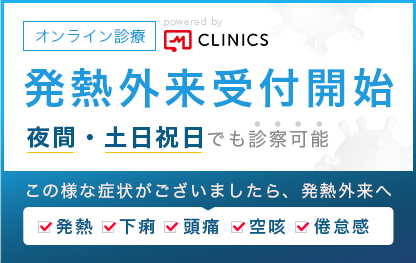 powered by
オンライン診療 CLINICS
発熱外来受付開始
夜間・土日祝日でも診察可能
この様な症状がございましたら、発熱外来へ
発熱 下痢 頭痛 空咳 倦怠感